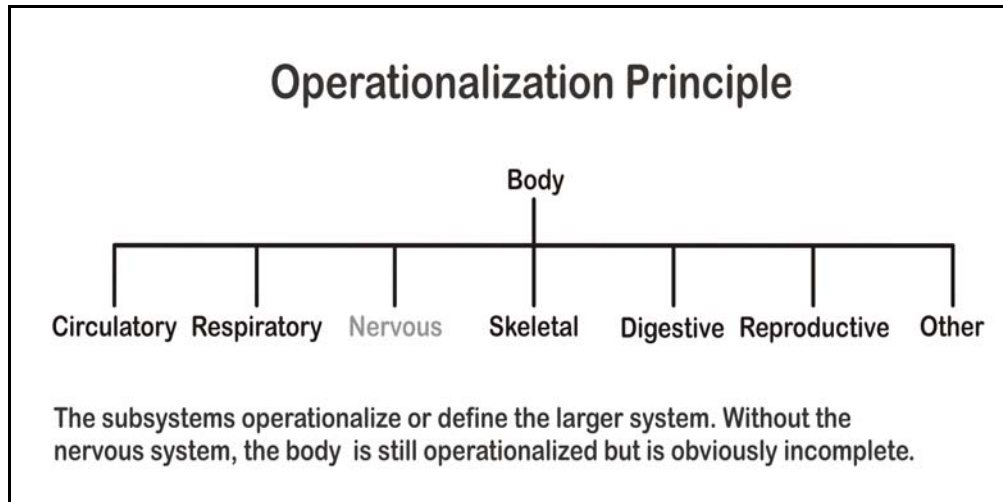 Operationalization Principle
Body
Circulatory Respiratory Nervous Skeletal Digestive Reproductive Other
The subsystems operationalize or define the larger system. Without the
nervous system, the body is still operationalized but is obviously incomplete.